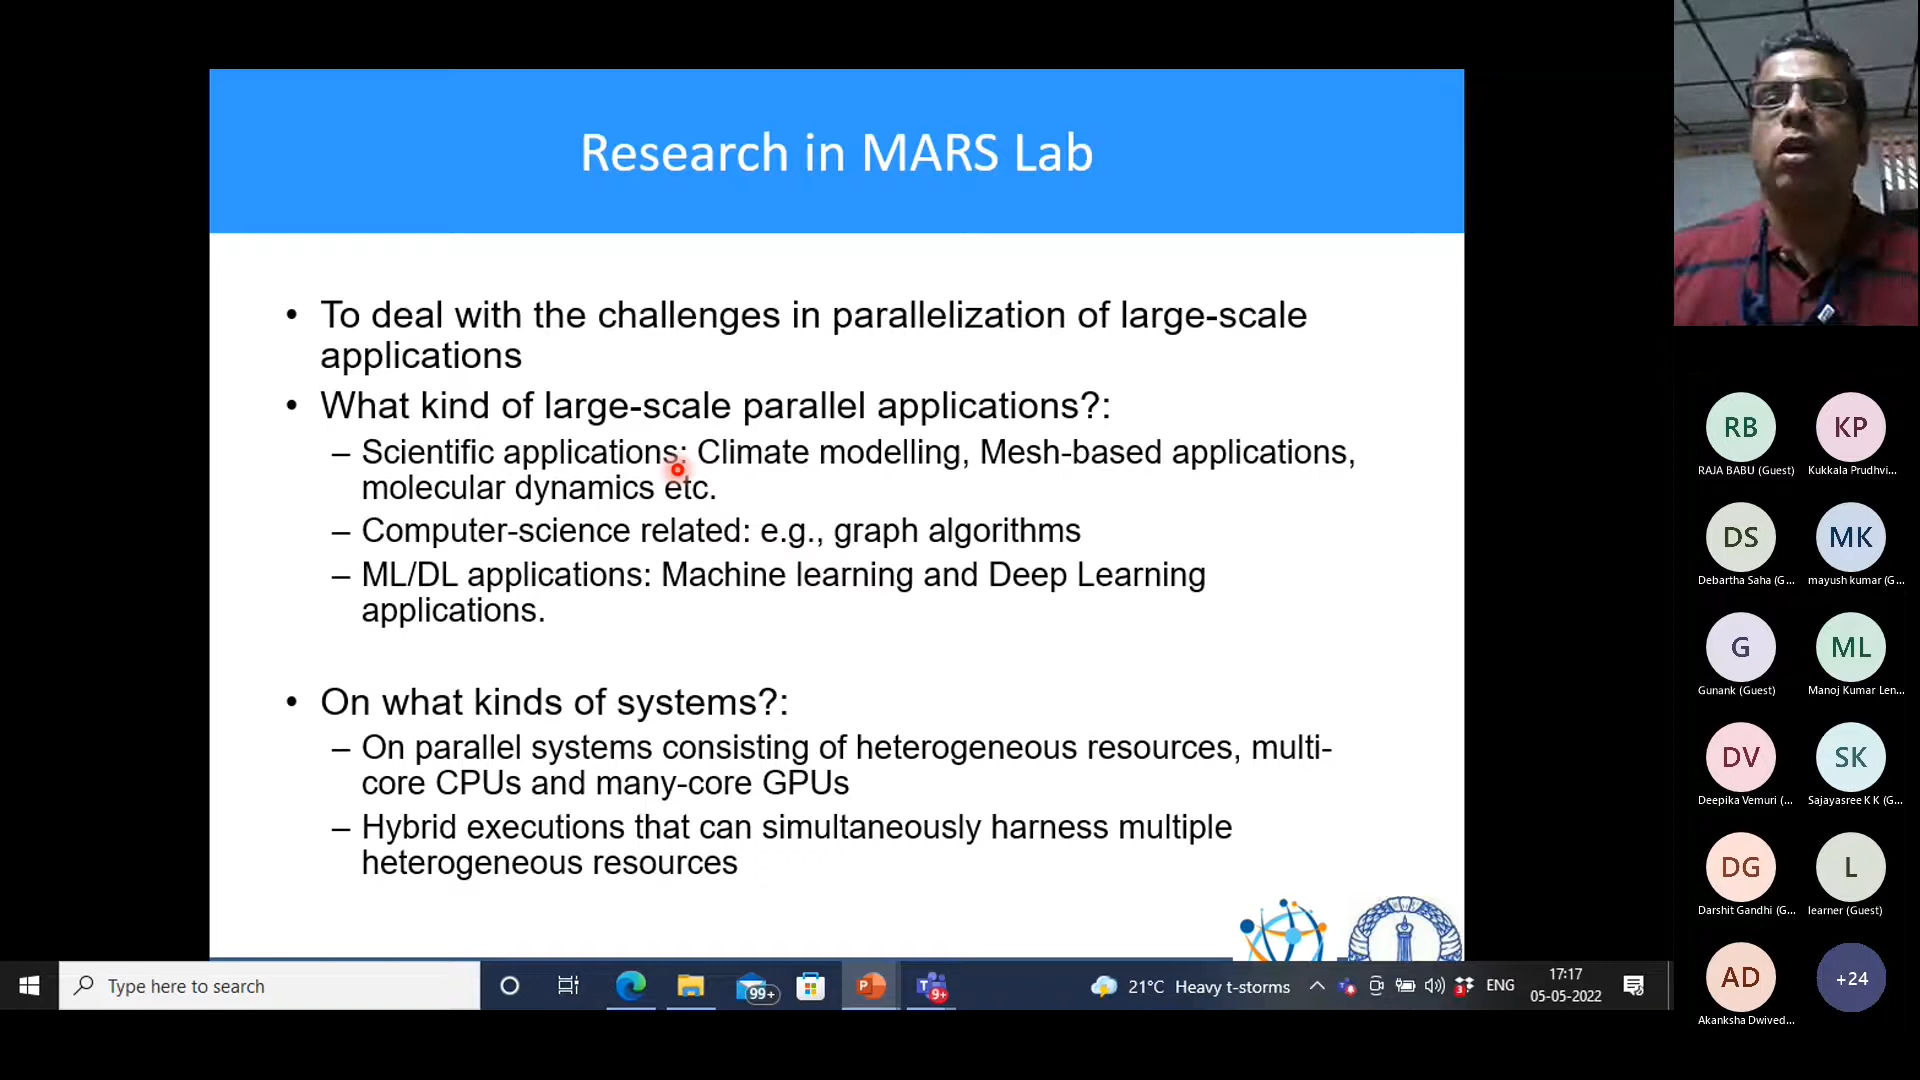 Research in MARS Lab
• To deal with the challenges in parallelization of large-scale
applications
• What kind of large-scale parallel applications?:
– Scientific applications: Climate modelling, Mesh-based applications,
molecular dynamics etc.
– Computer-science related: e.g., graph algorithms
– ML/DL applications: Machine learning and Deep Learning
applications.
• On what kinds of systems?:
– On parallel systems consisting of heterogeneous resources, multi-
core CPUs and many-core GPUs
– Hybrid executions that can simultaneously harness multiple
heterogeneous resources
RB
KP
RAJA BABU (Guest)
Kukkala Prudhvi...
DS
MK
Debartha Saha (G...
mayush kumar (G...
G
ML
Gunank (Guest)
Manoj Kumar Len...
DV
SK
Deepika Vemuri (...
Sajayasree K K (G...
DG
L
Darshit Gandhi (G...
learner (Guest)
AD
+24
Akanksha Dwived...
Type here to search
99+
P
T
9+
21°C Heavy t-storms
3
ENG
17:17
05-05-2022